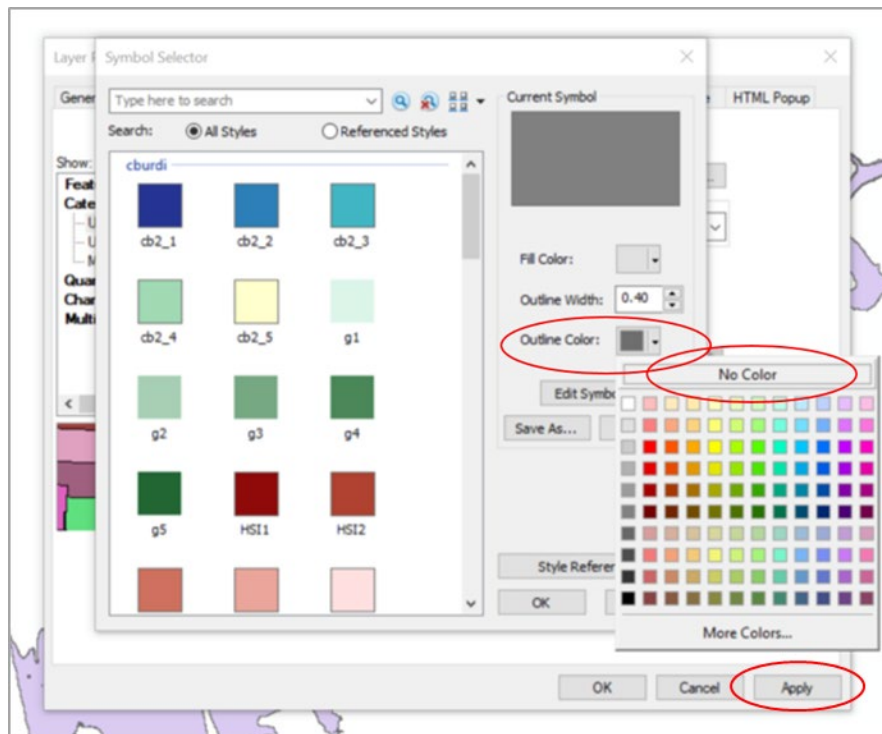 Layer
Symbol Selector
Gener
HTML Popup
Type here to search
Search:
All Styles
Referenced Styles
Show:
Feat
Cate
U
U
M
Quar
Char
Multi
cburdi
cb2_1
cb2_2
cb2_3
cb2_4
cb2_5
g1
g2
g3
g4
g5
HSI1
HSI2
Current Symbol
Fill Color:
Outline Width:
0.40
Outline Color:
No Color
Edit Symbo
Save As...
Style Referen
OK
More Colors...
OK
Cancel
Apply